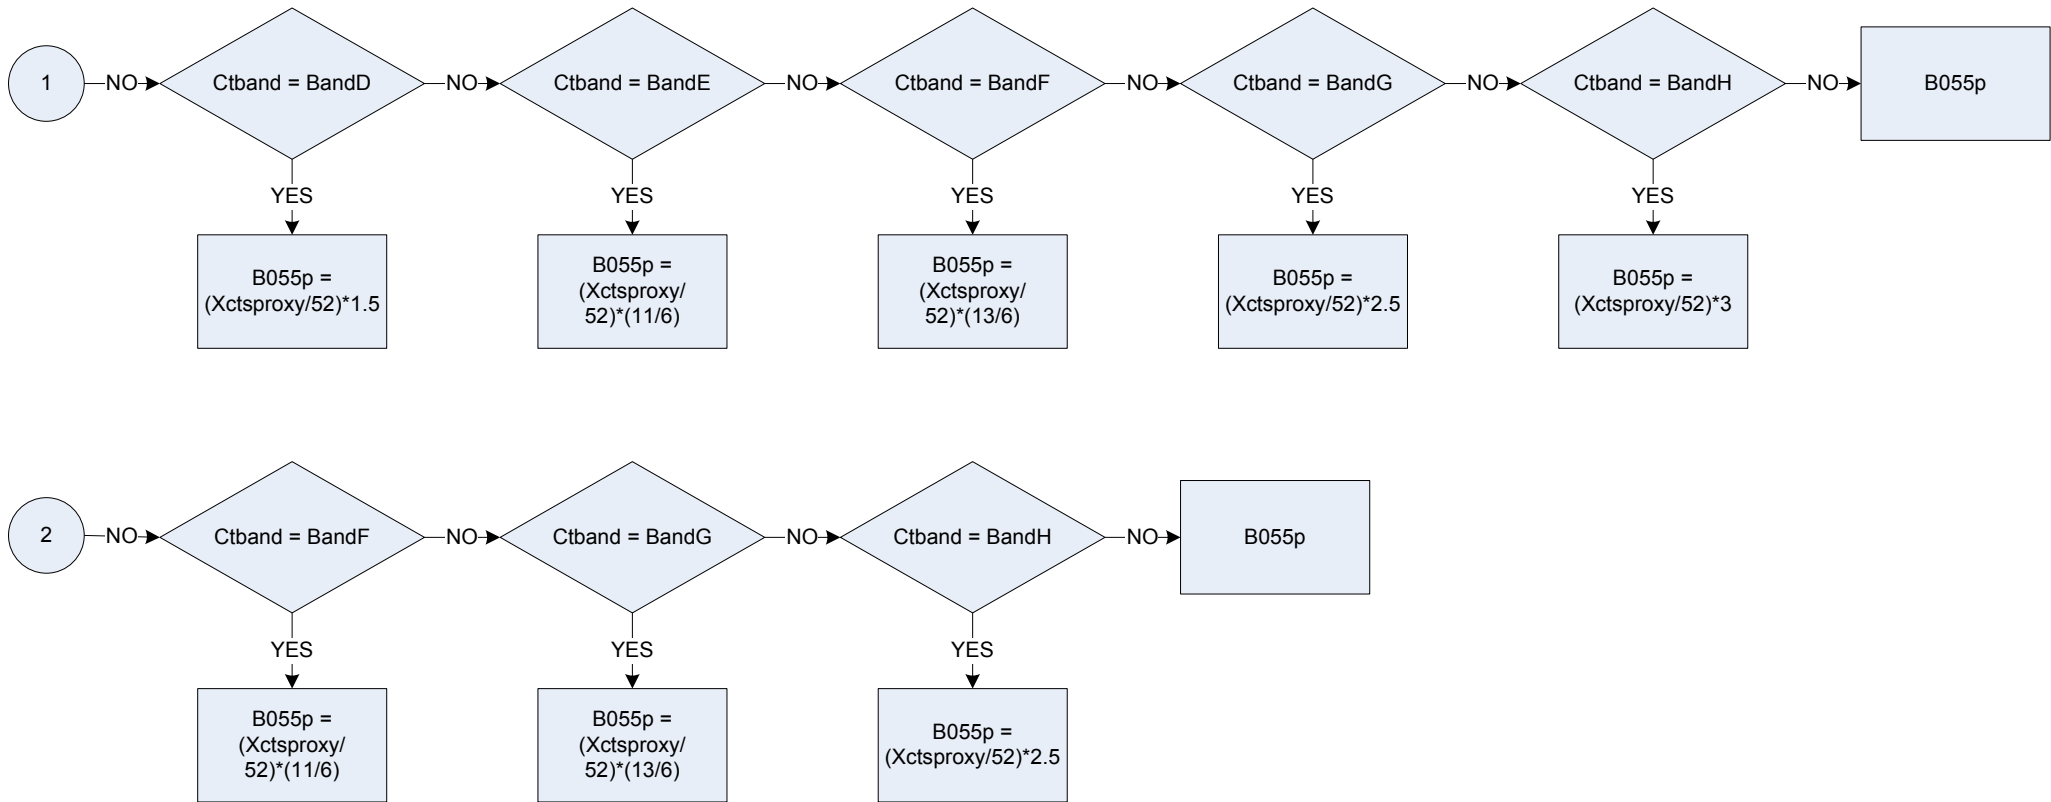 1
NO
Ctband = BandD
NO
Ctband = BandE
NO
Ctband = BandF
NO
Ctband = BandG
NO
Ctband = BandH
NO
B055p
YES
YES
YES
YES
YES
B055p =
(Xctsproxy/52)*1.5
B055p =
(Xctsproxy/
52)*(11/6)
B055p =
(Xctsproxy/
52)*(13/6)
B055p =
(Xctsproxy/52)*2.5
B055p =
(Xctsproxy/52)*3
2
NO
Ctband = BandF
NO
Ctband = BandG
NO
Ctband = BandH
NO
B055p
YES
YES
YES
B055p =
(Xctsproxy/
52)*(11/6)
B055p =
(Xctsproxy/
52)*(13/6)
B055p =
(Xctsproxy/52)*2.5